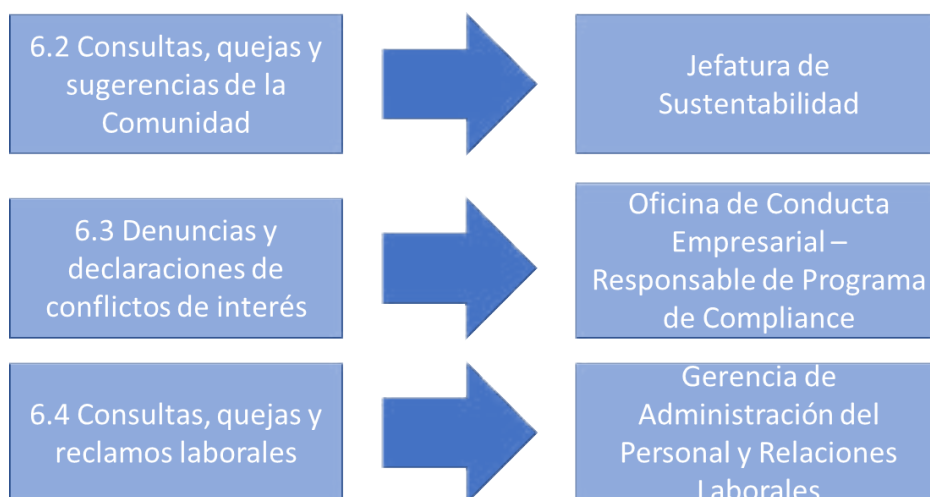 6.2 Consultas, quejas y
sugerencias de la
Comunidad
Jefatura de
Sustentabilidad
6.3 Denuncias y
declaraciones de
conflictos de interés
Oficina de Conducta
Empresarial –
Responsable de Programa
de Compliance
6.4 Consultas, quejas y
reclamos laborales
Gerencia de
Administración del
Personal y Relaciones
Laborales